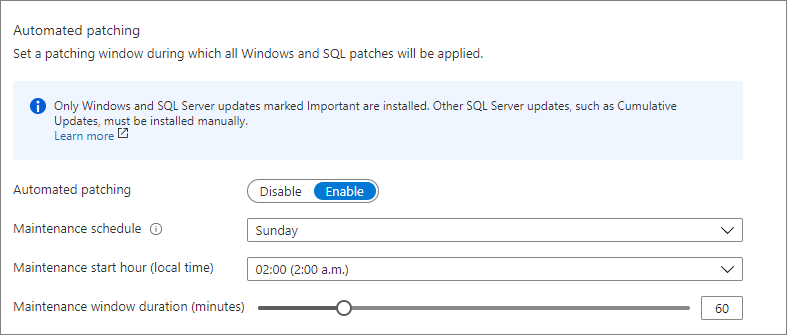 Automated patching
Set a patching window during which all Windows and SQL patches will be applied.
Only Windows and SQL Server updates marked Important are installed. Other SQL Server updates, such as Cumulative
Updates, must be installed manually.
Learn more
Automated patching Disable Enable
Maintenance schedule Sunday
Maintenance start hour (local time) 02:00 (2:00 a.m.)
Maintenance window duration (minutes) 60